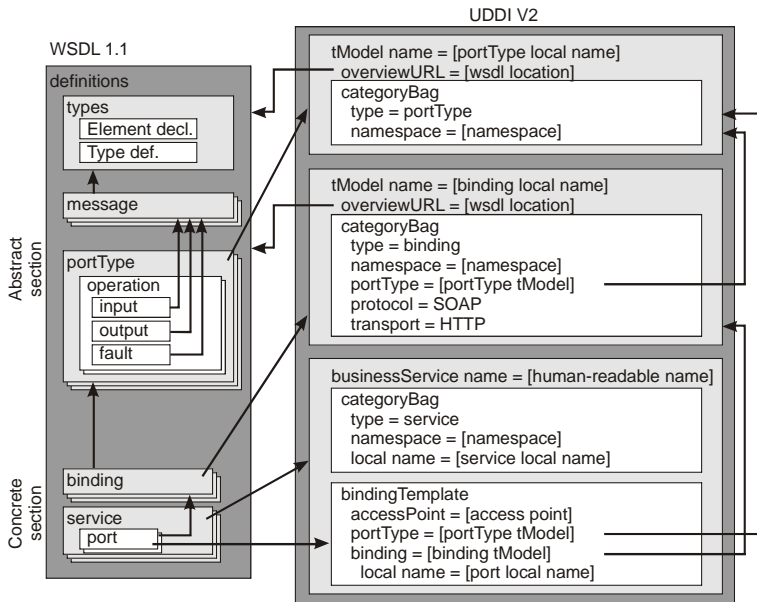 WSDL 1.1
definitions
types
Element decl.
Type def.
message
portType
operation
input
output
fault
binding
service
port
Abstract
section
Concrete
section
UDDI V2
tModel name = [portType local name]
overviewURL = [wsdl location]
categoryBag
type = portType
namespace = [namespace]
tModel name = [binding local name]
overviewURL = [wsdl location]
categoryBag
type = binding
namespace = [namespace]
portType = [portType tModel]
protocol = SOAP
transport = HTTP
businessService name = [human-readable name]
categoryBag
type = service
namespace = [namespace]
local name = [service local name]
bindingTemplate
accessPoint = [access point]
portType = [portType tModel]
binding = [binding tModel]
local name = [port local name]